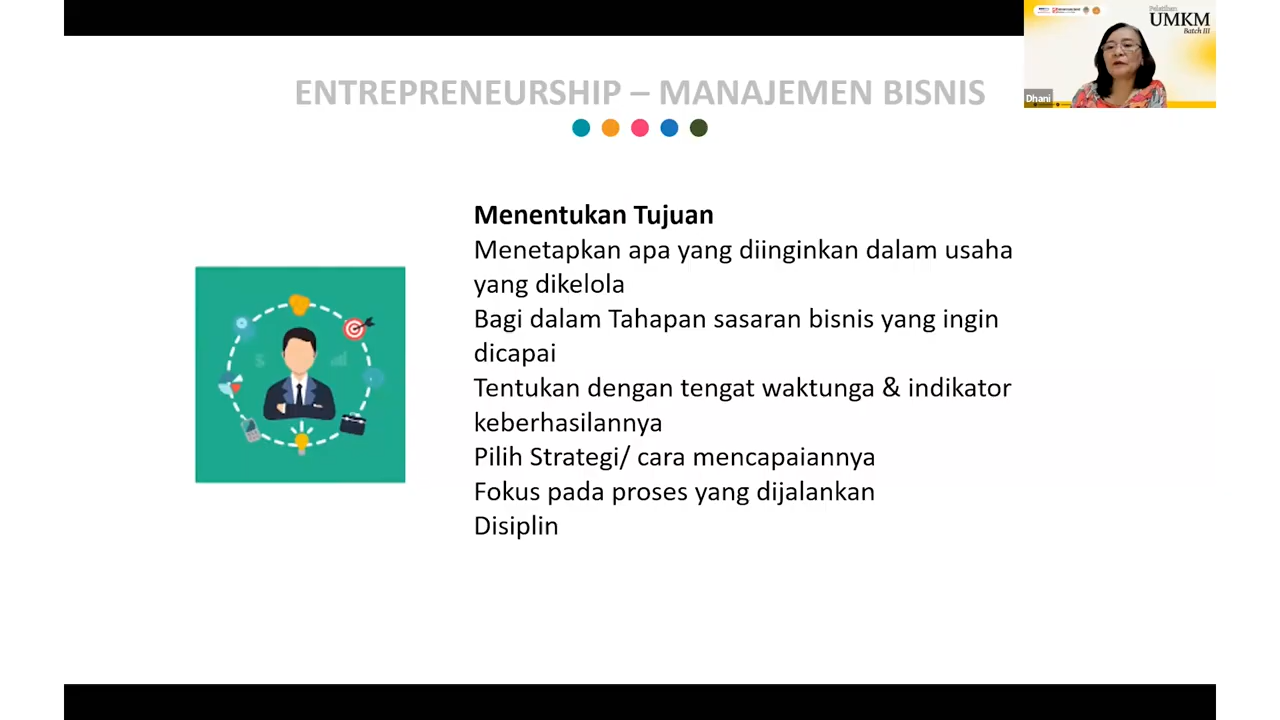 Pelatihan
UMKM
Batch III
Dhani
ENTREPRENEURSHIP – MANAJEMEN BISNIS
Menentukan Tujuan
Menetapkan apa yang diinginkan dalam usaha
yang dikelola
Bagi dalam Tahapan sasaran bisnis yang ingin
dicapai
Tentukan dengan tengat waktunga & indikator
keberhasilannya
Pilih Strategi/ cara mencapaiannya
Fokus pada proses yang dijalankan
Disiplin